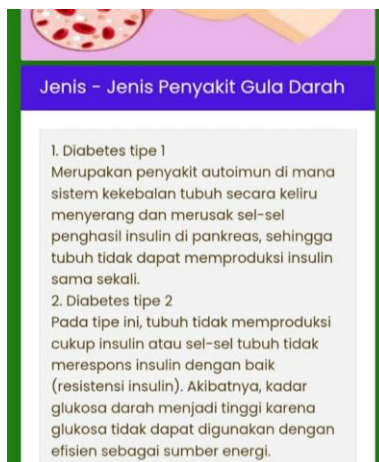 Jenis - Jenis Penyakit Gula Darah
1. Diabetes tipe 1
Merupakan penyakit autoimun di mana
sistem kekebalan tubuh secara keliru
menyerang dan merusak sel-sel
penghasil insulin di pankreas, sehingga
tubuh tidak dapat memproduksi insulin
sama sekali.
2. Diabetes tipe 2
Pada tipe ini, tubuh tidak memproduksi
cukup insulin atau sel-sel tubuh tidak
merespons insulin dengan baik
(resistensi insulin). Akibatnya, kadar
glukosa darah menjadi tinggi karena
glukosa tidak dapat digunakan dengan
efisien sebagai sumber energi.